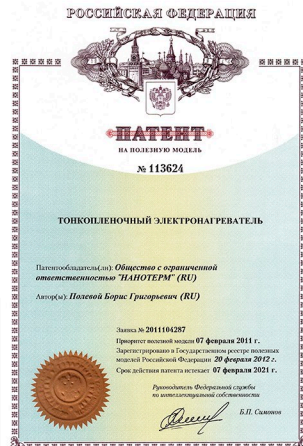 РОССИЙСКАЯ ФЕДЕРАЦИЯ
ПАТЕНТ
НА ПОЛЕЗНУЮ МОДЕЛЬ
№ 113624
ТОНКОПЛЕНОЧНЫЙ ЭЛЕКТРОНАГРЕВАТЕЛЬ
Патентообладатель(ли): Общество с ограниченной
ответственностью "НАНОТЕРМ" (RU)
Автор(ы): Полевой Борис Григорьевич (RU)
Заявка № 2011104287
Приоритет полезной модели 07 февраля 2011 г.
Зарегистрировано в Государственном реестре полезных
моделей Российской Федерации 20 февраля 2012 г.
Срок действия патента истекает 07 февраля 2021 г.
Руководитель Федеральной службы
по интеллектуальной собственности
Б.П. Симонов